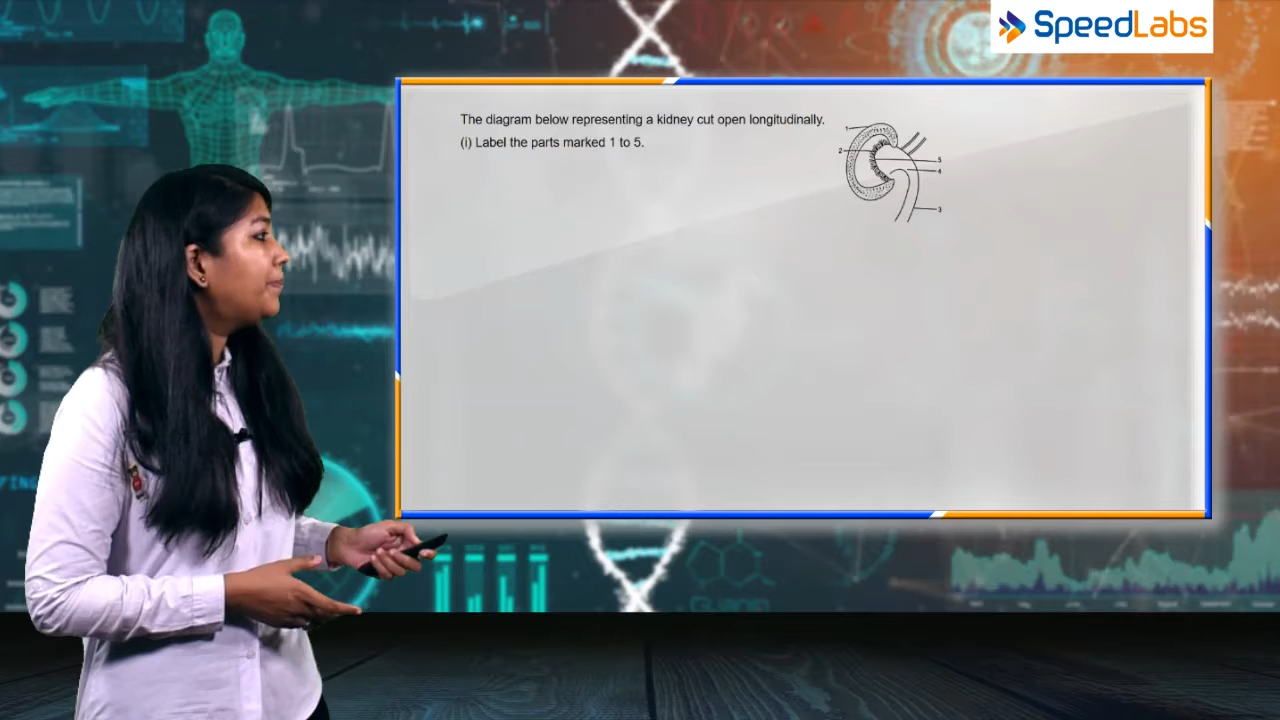 SpeedLabs
The diagram below representing a kidney cut open longitudinally.
(i) Label the parts marked 1 to 5.
1
2
5
4
3